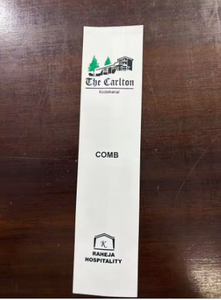 The Carlton
Kodaikanal
COMB
K
RAHEJA
HOSPITALITY